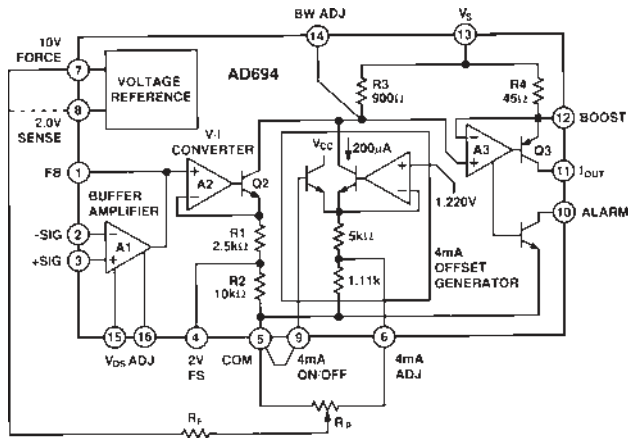 BW ADJ
VS
14
13
10V
FORCE
7
VOLTAGE
REFERENCE
AD694
R3
900Ω
R4
45Ω
12
BOOST
8
2.0V
SENSE
V-I
CONVERTER
VCC
200μA
A3
Q3
11
IOUT
FB
1
A2
Q2
1.220V
10
ALARM
BUFFER
AMPLIFIER
-SIG
2
A1
+SIG
3
R1
2.5kΩ
5kΩ
4mA
OFFSET
GENERATOR
R2
10kΩ
1.11k
15
16
4
5
9
6
VOS ADJ
2V
FS
COM
4mA
ON/OFF
4mA
ADJ
RF
RP